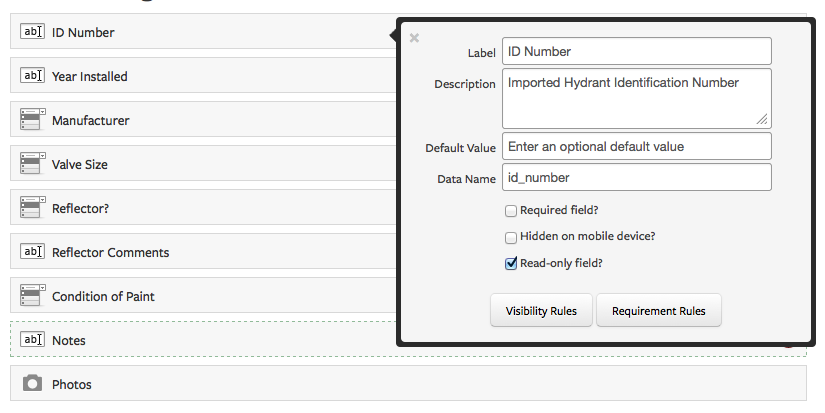 ab ID Number
ab Year Installed
Manufacturer
Valve Size
Reflector?
ab Reflector Comments
Condition of Paint
ab Notes
Photos
Label ID Number
Description Imported Hydrant Identification Number
Default Value Enter an optional default value
Data Name id_number
Required field?
Hidden on mobile device?
Read-only field?
Visibility Rules Requirement Rules